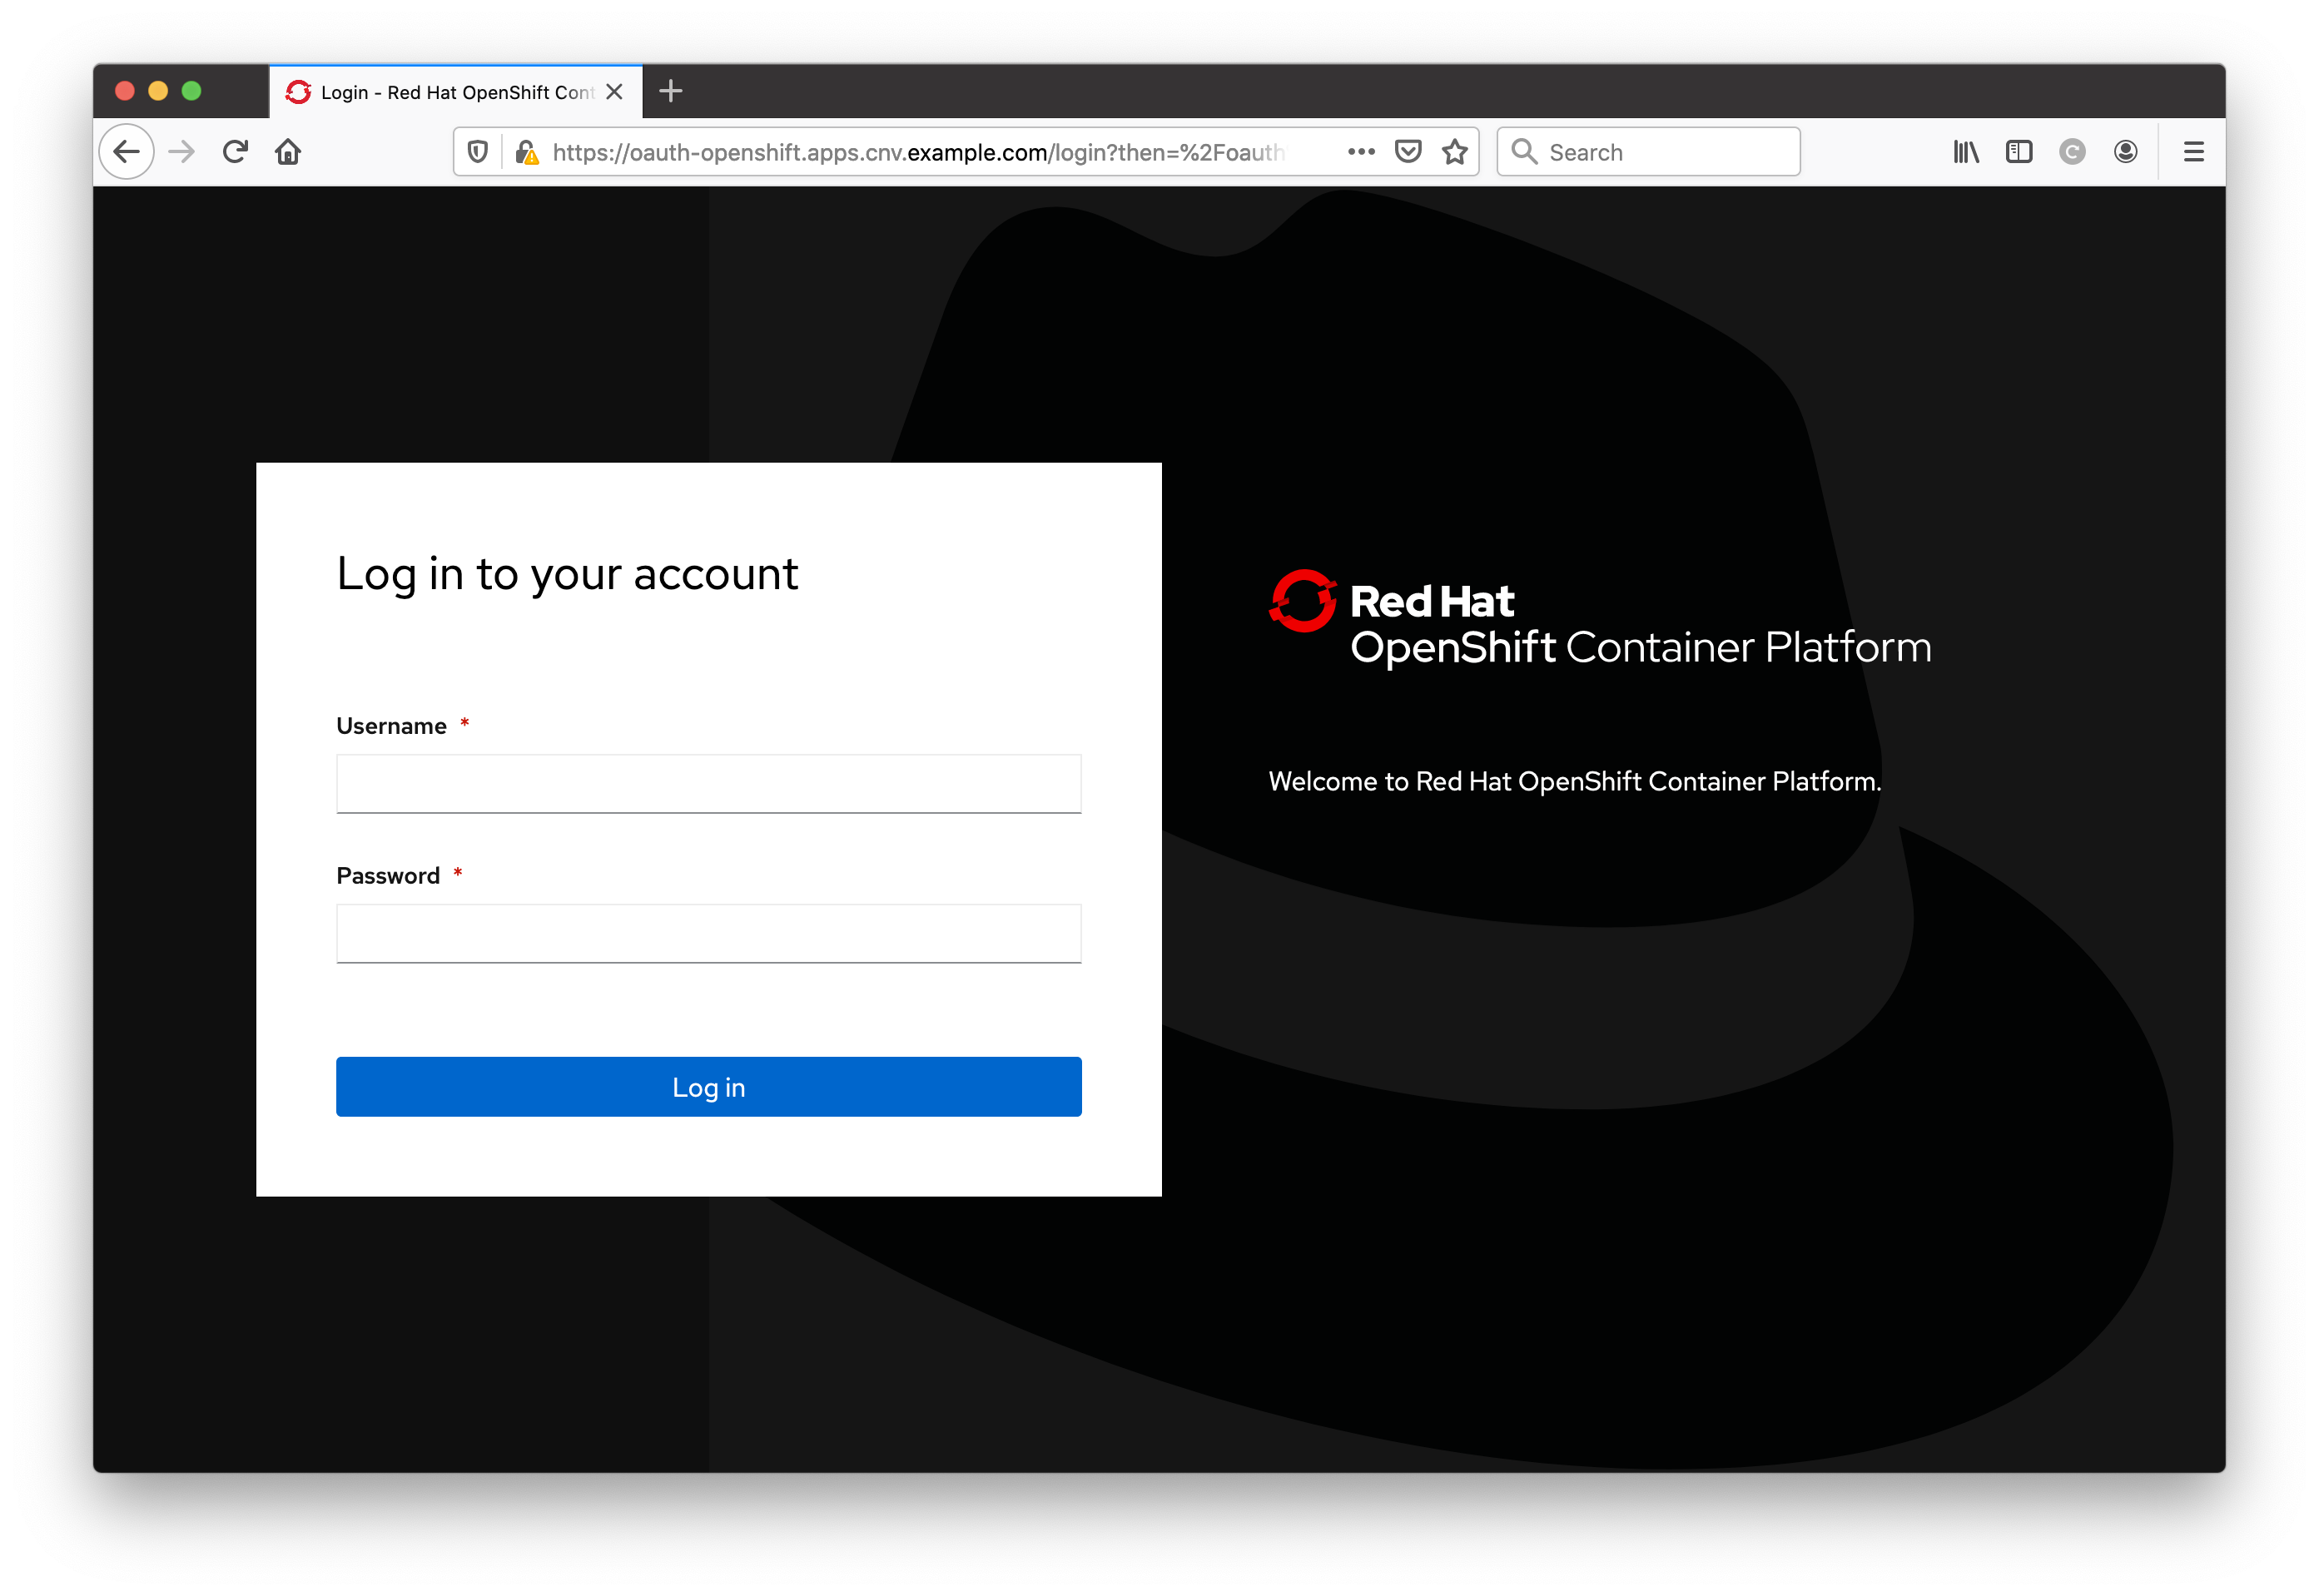 Login - Red Hat OpenShift Cont
https://oauth-openshift.apps.cnv.example.com/login?then=%2Foauth
Search
C
Log in to your account
Username *
Password *
Log in
Red Hat
OpenShift Container Platform
Welcome to Red Hat OpenShift Container Platform.